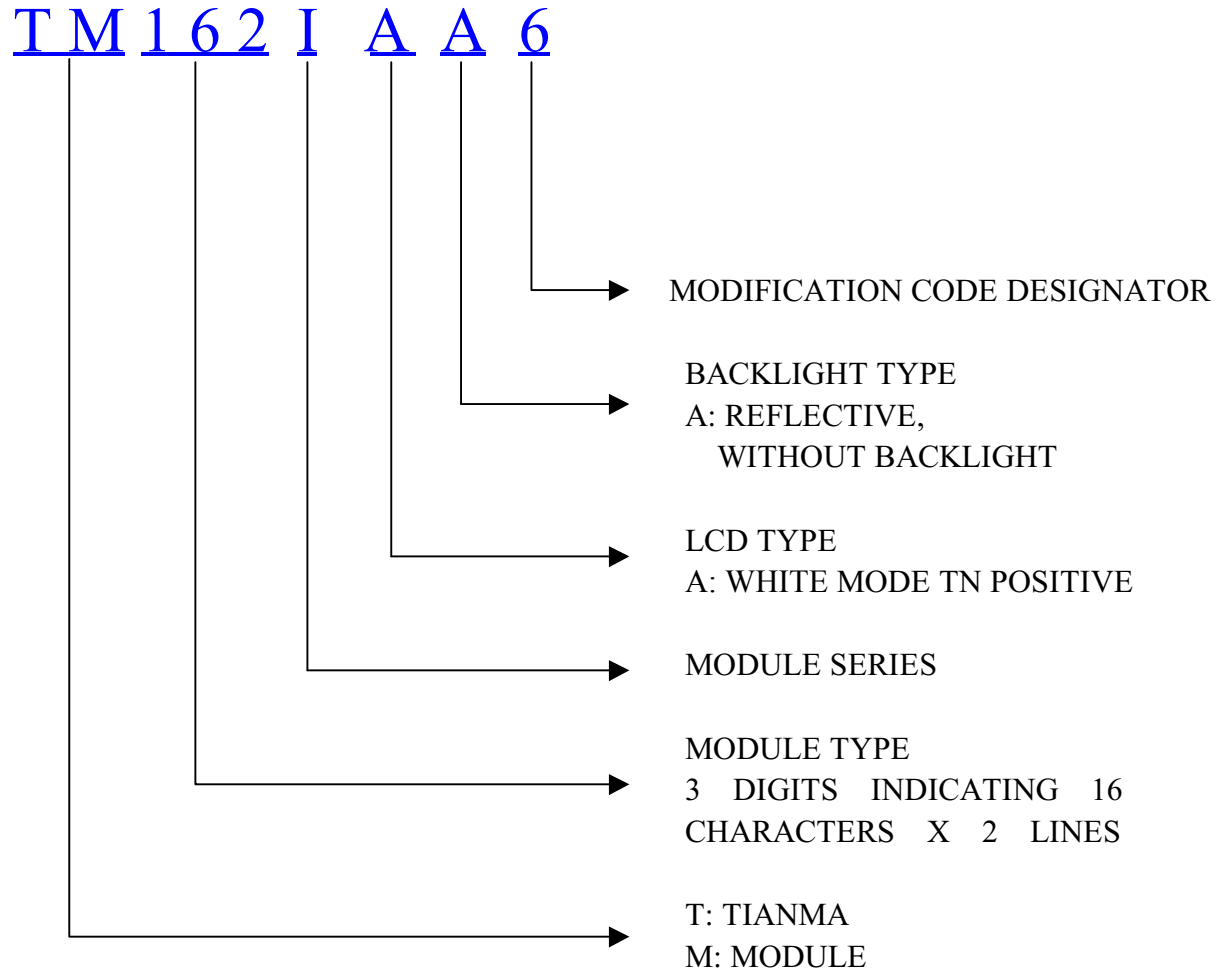 T M 1 6 2 I A A 6
MODIFICATION CODE DESIGNATOR
BACKLIGHT TYPE
A: REFLECTIVE,
WITHOUT BACKLIGHT
LCD TYPE
A: WHITE MODE TN POSITIVE
MODULE SERIES
MODULE TYPE
3 DIGITS INDICATING 16
CHARACTERS X 2 LINES
T: TIANMA
M: MODULE